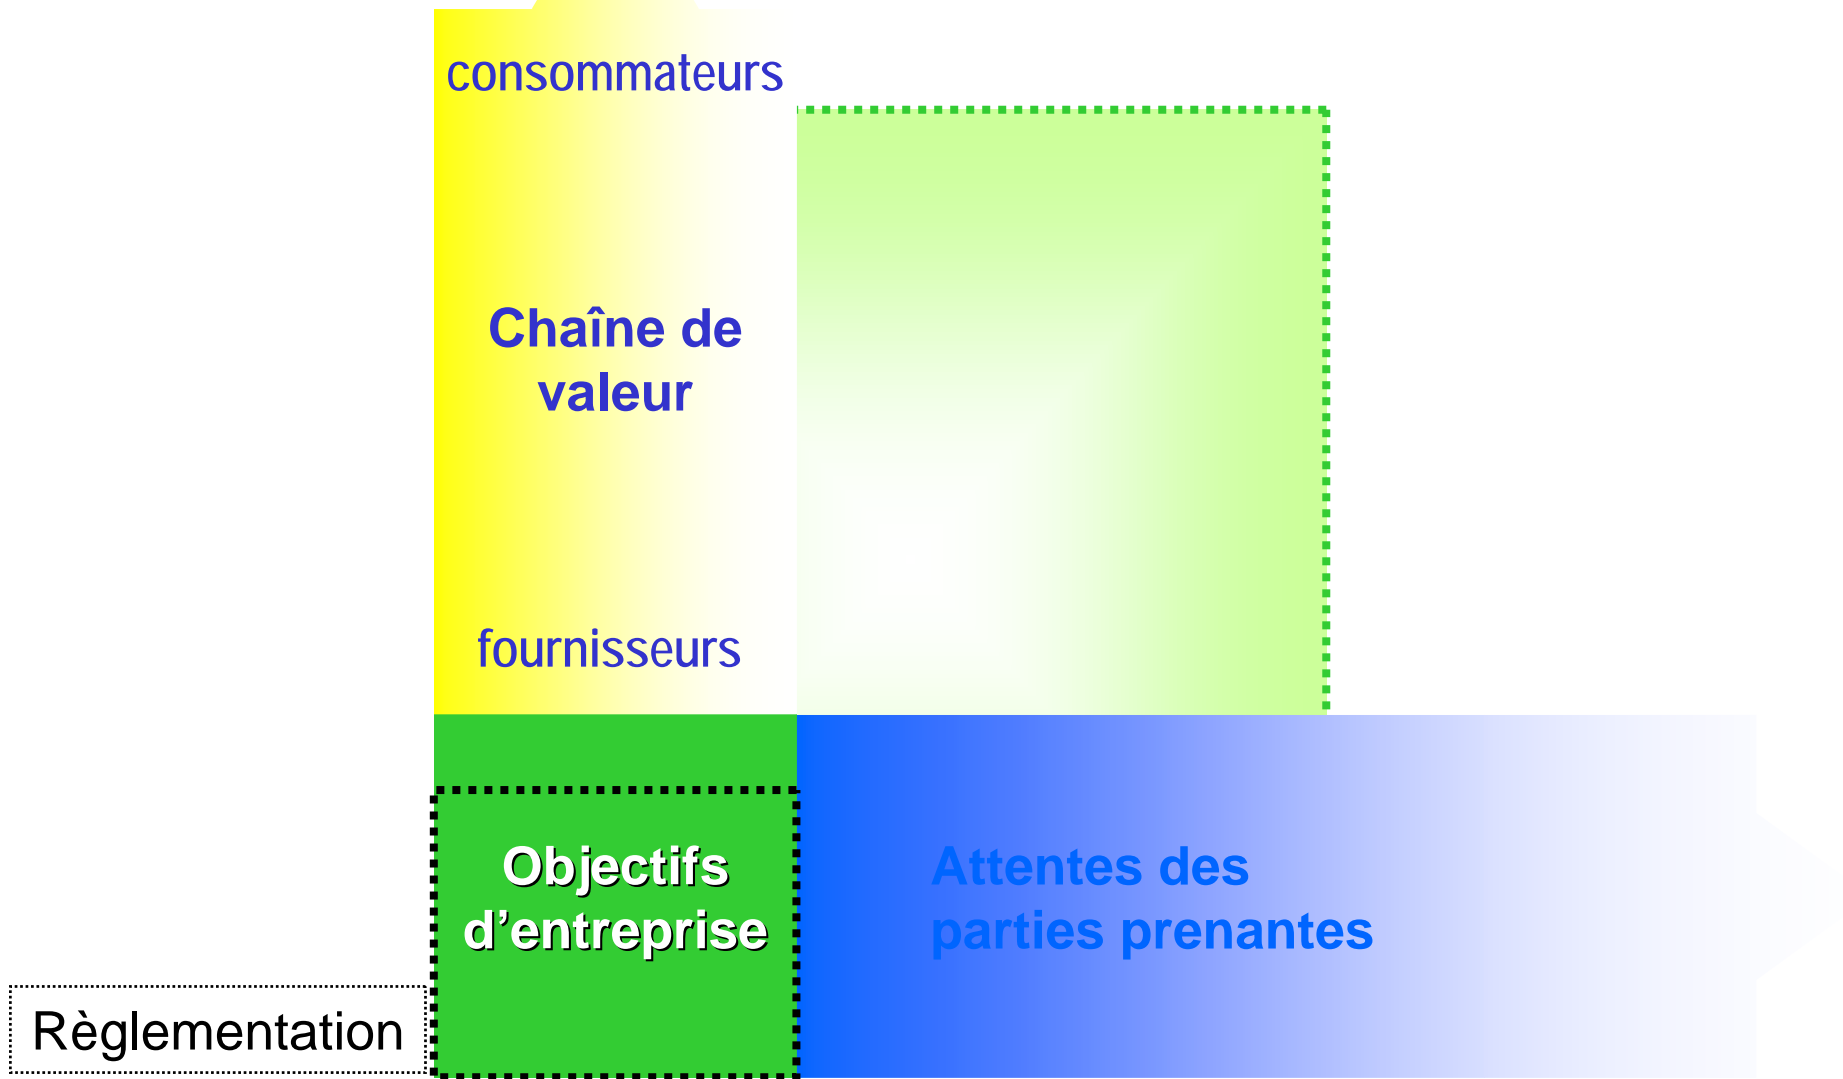 consommateurs
Chaîne de
valeur
fournisseurs
Objectifs
d’entreprise
Attentes des
parties prenantes
Règlementation